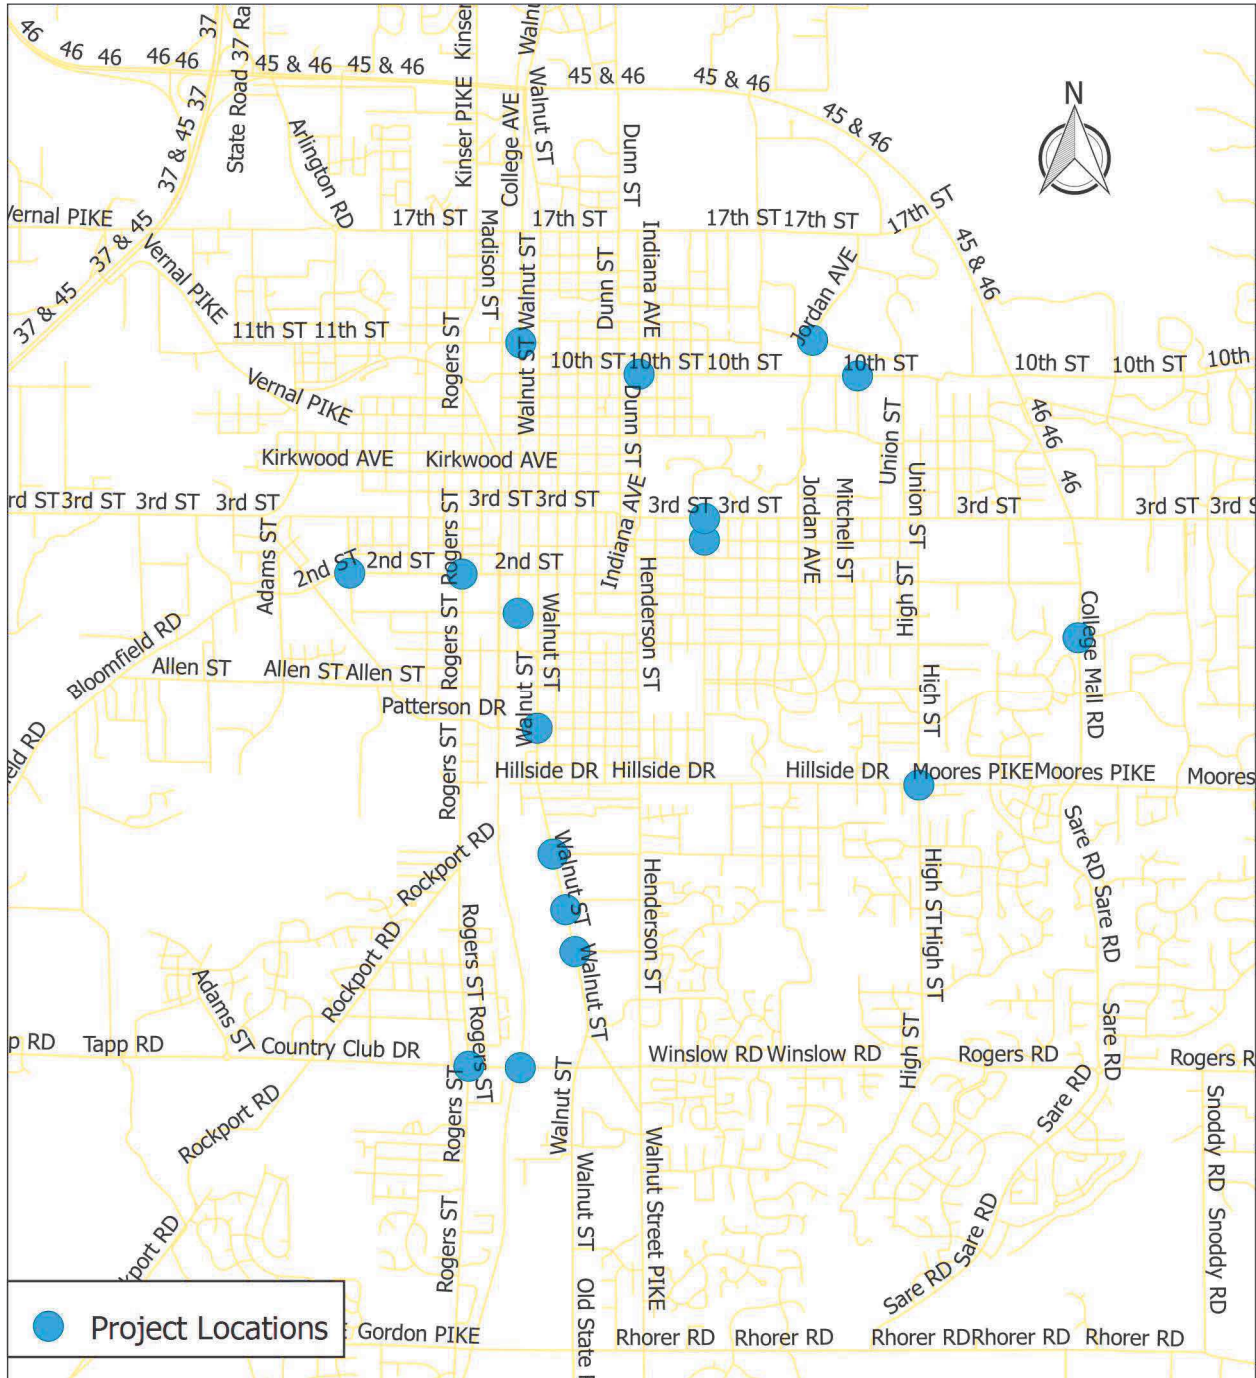 46
46
46
46 46
37
37
State Road 37 Ra
45 & 46
45 & 46
Kinser
Kinser PIKE
Walnut
Walnut ST
College AVE
45 & 46
45 & 46
45 & 46
N
37 & 45
Arlington RD
Dunn ST
Vernal PIKE
37 & 45
37 & 45
Vernal PIKE
17th ST
17th ST
17th ST
17th ST
17th ST
45 & 46
Madison ST
Walnut ST
Dunn ST
Indiana AVE
Jordan AVE
11th ST
11th ST
Rogers ST
Walnut ST
10th ST
10th ST
10th ST
10th ST
10th ST
10th ST
10th
Vernal PIKE
Dunn ST
Union ST
46
46
46
Kirkwood AVE
Kirkwood AVE
rd ST
3rd ST
3rd ST
3rd ST
3rd ST
3rd ST
3rd ST
3rd ST
3rd ST
3rd ST
3rd S
Rogers ST
Indiana AVE
Jordan AVE
Mitchell ST
Union ST
Adams ST
2nd ST
2nd ST
2nd ST
Henderson ST
High ST
College Mall RD
Bloomfield RD
Rogers ST
Walnut ST
Allen ST
Allen ST
Allen ST
Walnut ST
High ST
Patterson DR
eld RD
Rogers ST
Hillside DR
Hillside DR
Hillside DR
Moores PIKE
Moores PIKE
Moores
Rockport RD
Walnut ST
Sare RD
Sare RD
Henderson ST
High ST
High ST
Rogers ST
Rockport RD
Walnut ST
Adams ST
p RD
Tapp RD
Country Club DR
Rogers ST
Winslow RD
Winslow RD
High ST
Rogers RD
Sare RD
Rogers R
Rockport RD
Rogers ST
Walnut ST
Sare RD
Snoddy RD
Walnut ST
Walnut Street PIKE
Rogers ST
kport RD
Sare RD
Sare RD
Snoddy RD
Old State
Project Locations
E
Gordon PIKE
Rhorer RD
Rhorer RD
Rhorer RD
Rhorer RD
Rhorer RD